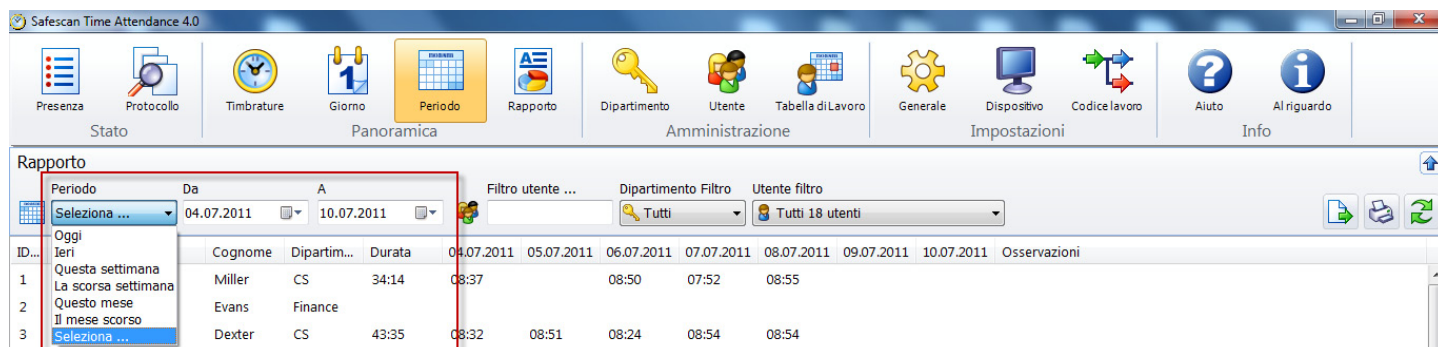 Safescan Time Attendance 4.0
Presenza Protocollo Timbrature Giorno Periodo Rapporto Dipartimento Utente Tabella di Lavoro Generale Dispositivo Codice lavoro Aiuto Al riguardo
Stato Panoramica Amministrazione Impostazioni Info
Rapporto
Periodo Da A Filtro utente ... Dipartimento Filtro Utente filtro
Seleziona ... 04.07.2011 10.07.2011 Tutti Tutti 18 utenti
Oggi
ID... Ieri Cognome Dipartim... Durata 04.07.2011 05.07.2011 06.07.2011 07.07.2011 08.07.2011 09.07.2011 10.07.2011 Osservazioni
Questa settimana
1 La scorsa settimana Miller CS 34:14 08:37 08:50 07:52 08:55
Questo mese
2 Il mese scorso Evans Finance
3 Seleziona ... Dexter CS 43:35 08:32 08:51 08:24 08:54 08:54